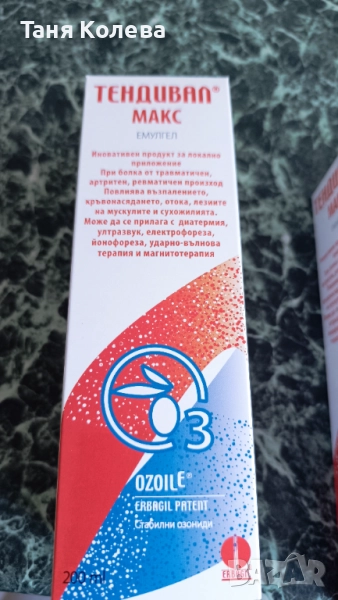 Таня Колева
ТЕНДИВАЛ®
МАКС
ЕМУЛГЕЛ
Иновативен продукт за локално
приложение
При болка от травматичен,
артритен, ревматичен произход
Повлиява възпалението,
кръвонасядането, отока, лезиите
на мускулите и сухожилията.
Може да се прилага с диатермия,
ултразвук, електрофореза,
йонофореза, ударно-вълнова
терапия и магнитотерапия
3
OZOILE®
ERBAGIL PATENT
Стабилни озониди
200 ml
BAZAR